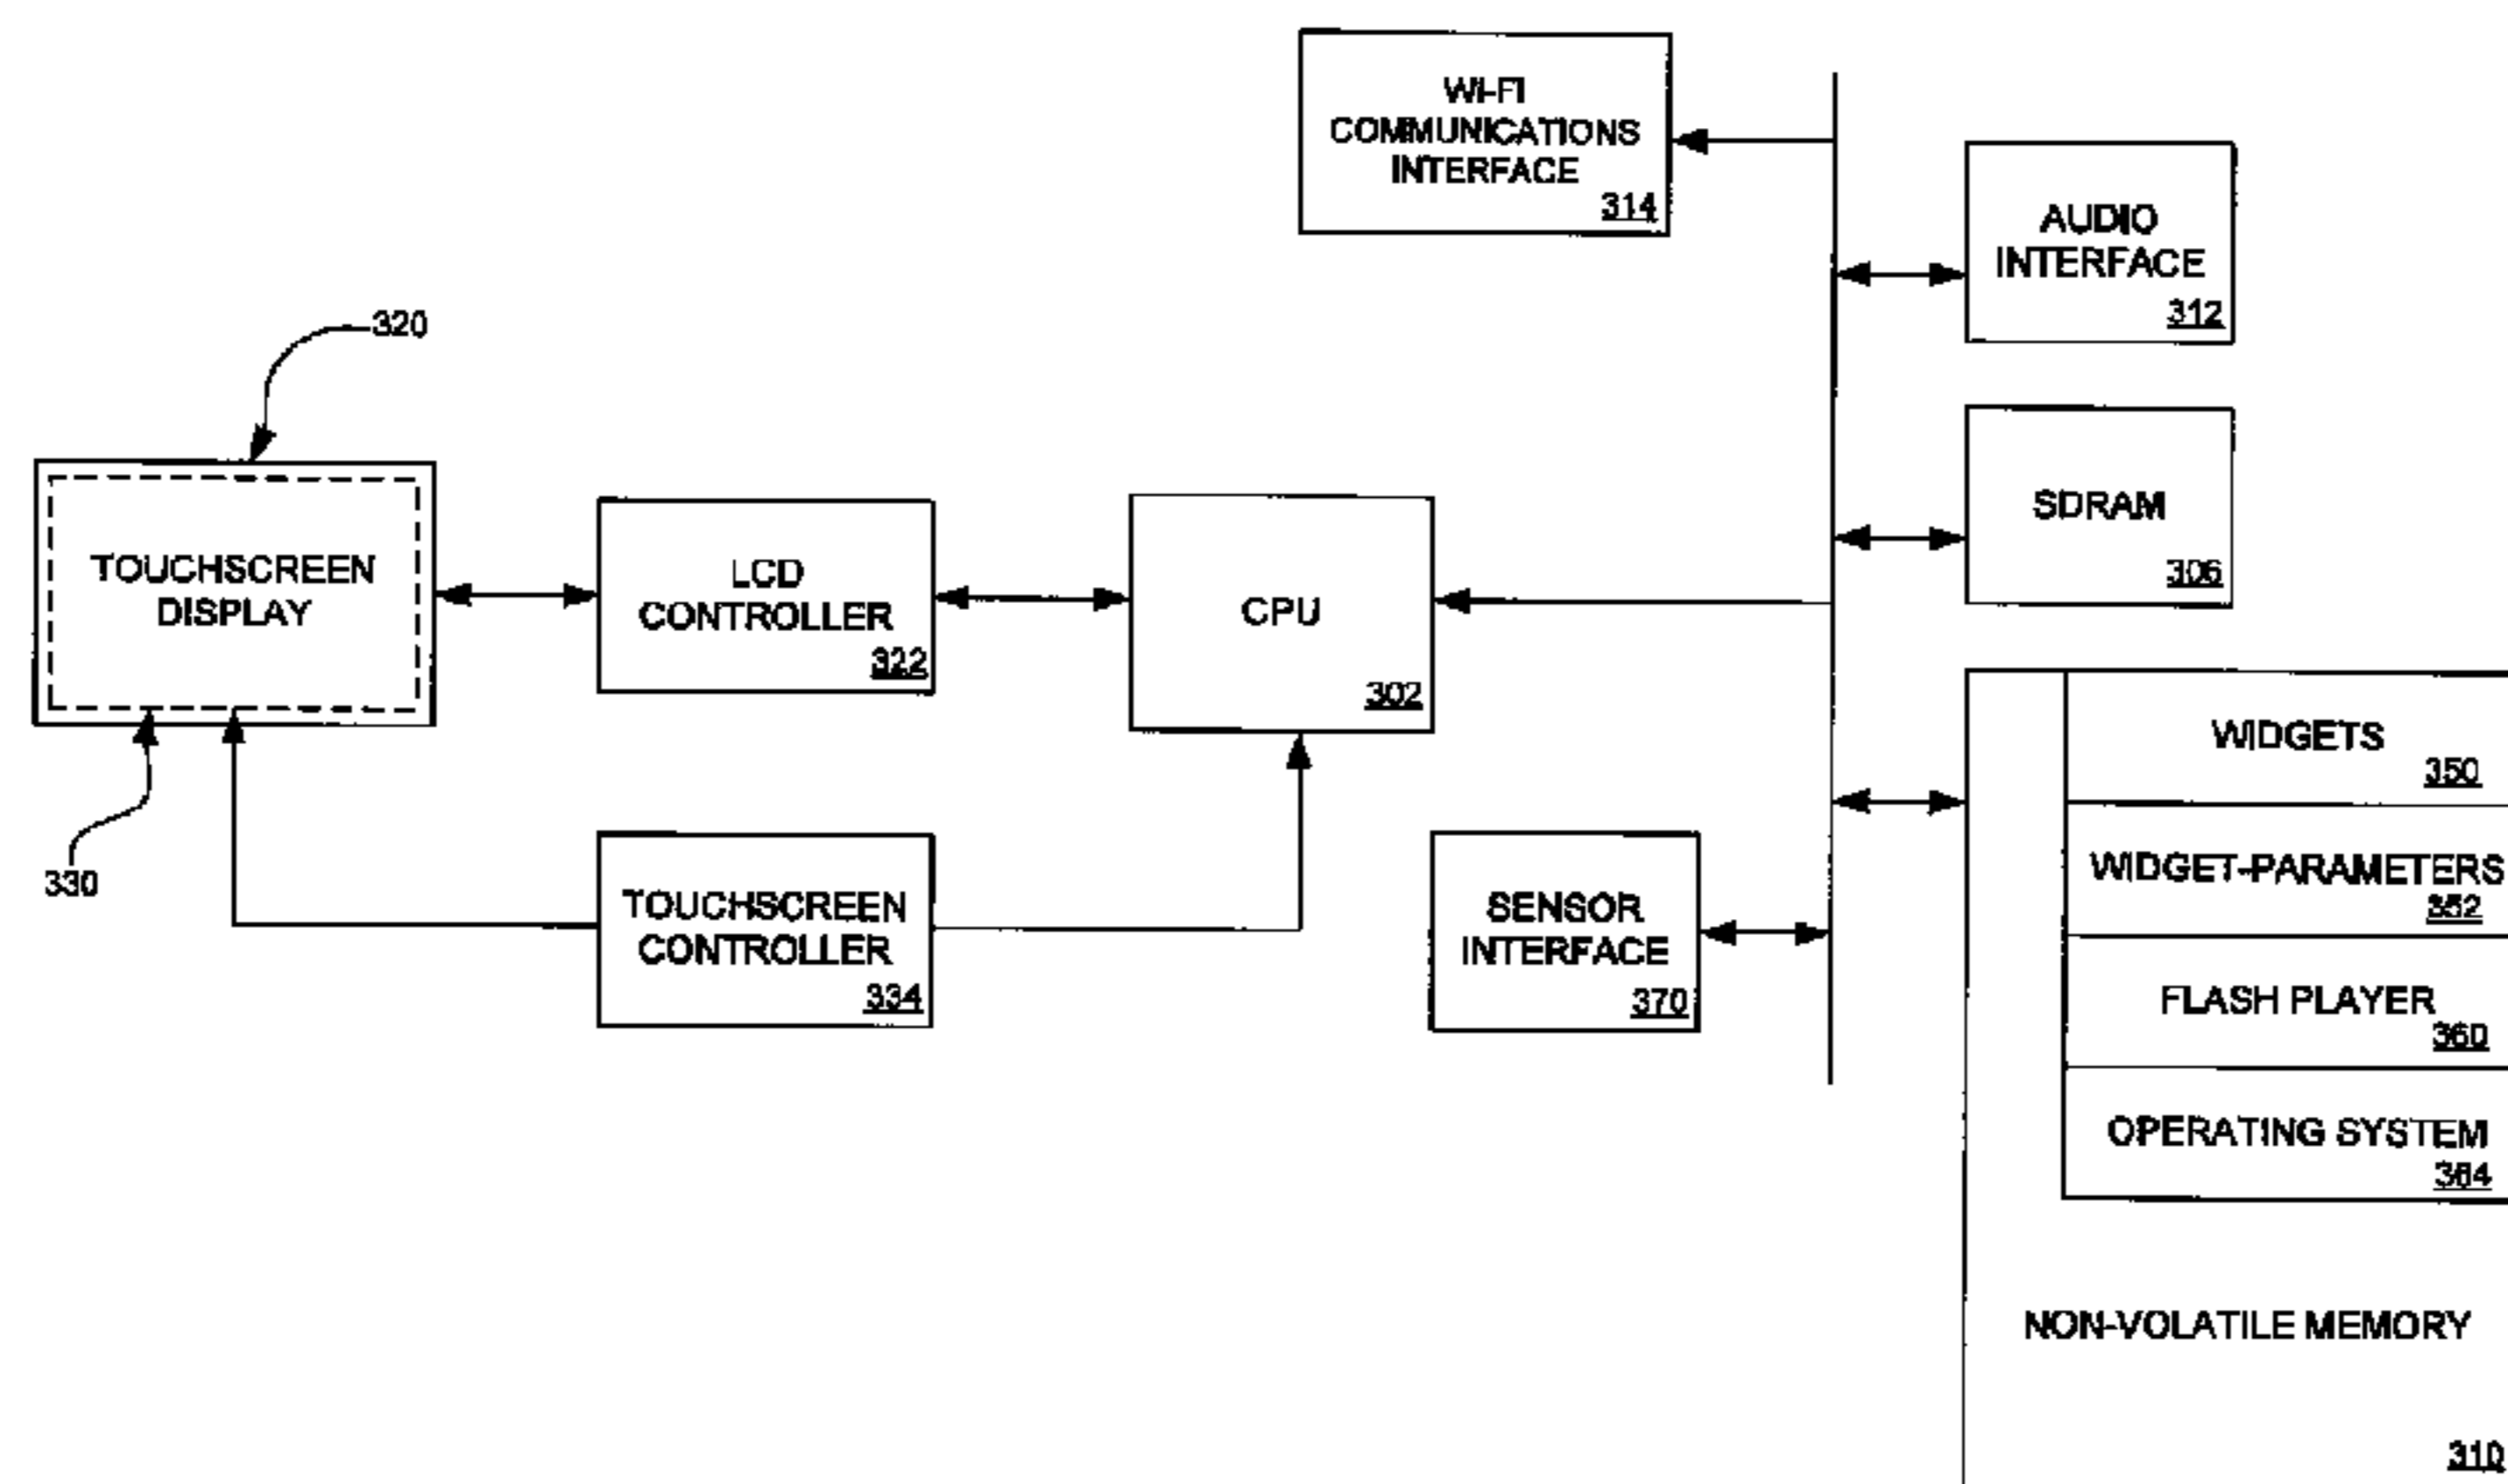 WI-FI
COMMUNICATIONS
INTERFACE
314
AUDIO
INTERFACE
312
320
SDRAM
306
TOUCHSCREEN
DISPLAY
LCD
CONTROLLER
322
CPU
302
WIDGETS
350
330
TOUCHSCREEN
CONTROLLER
334
SENSOR
INTERFACE
370
WIDGET-PARAMETERS
352
FLASH PLAYER
360
OPERATING SYSTEM
364
NON-VOLATILE MEMORY
310